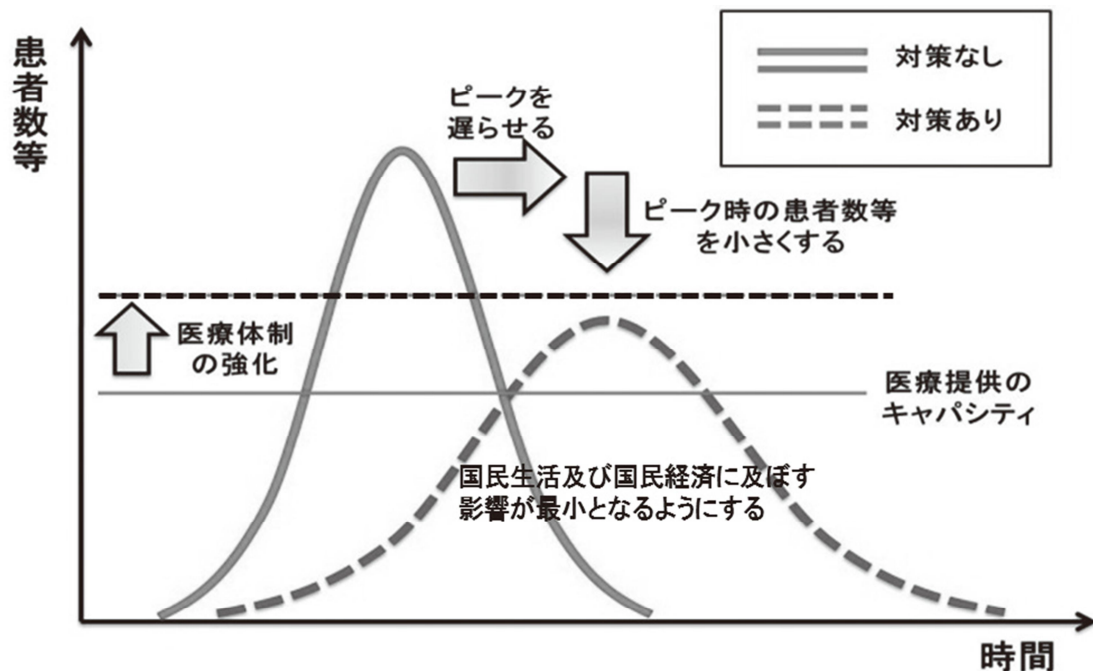 患者数等
対策なし
対策あり
ピークを
遅らせる
ピーク時の患者数等
を小さくする
医療体制
の強化
医療提供の
キャパシティ
国民生活及び国民経済に及ぼす
影響が最小となるようにする
時間